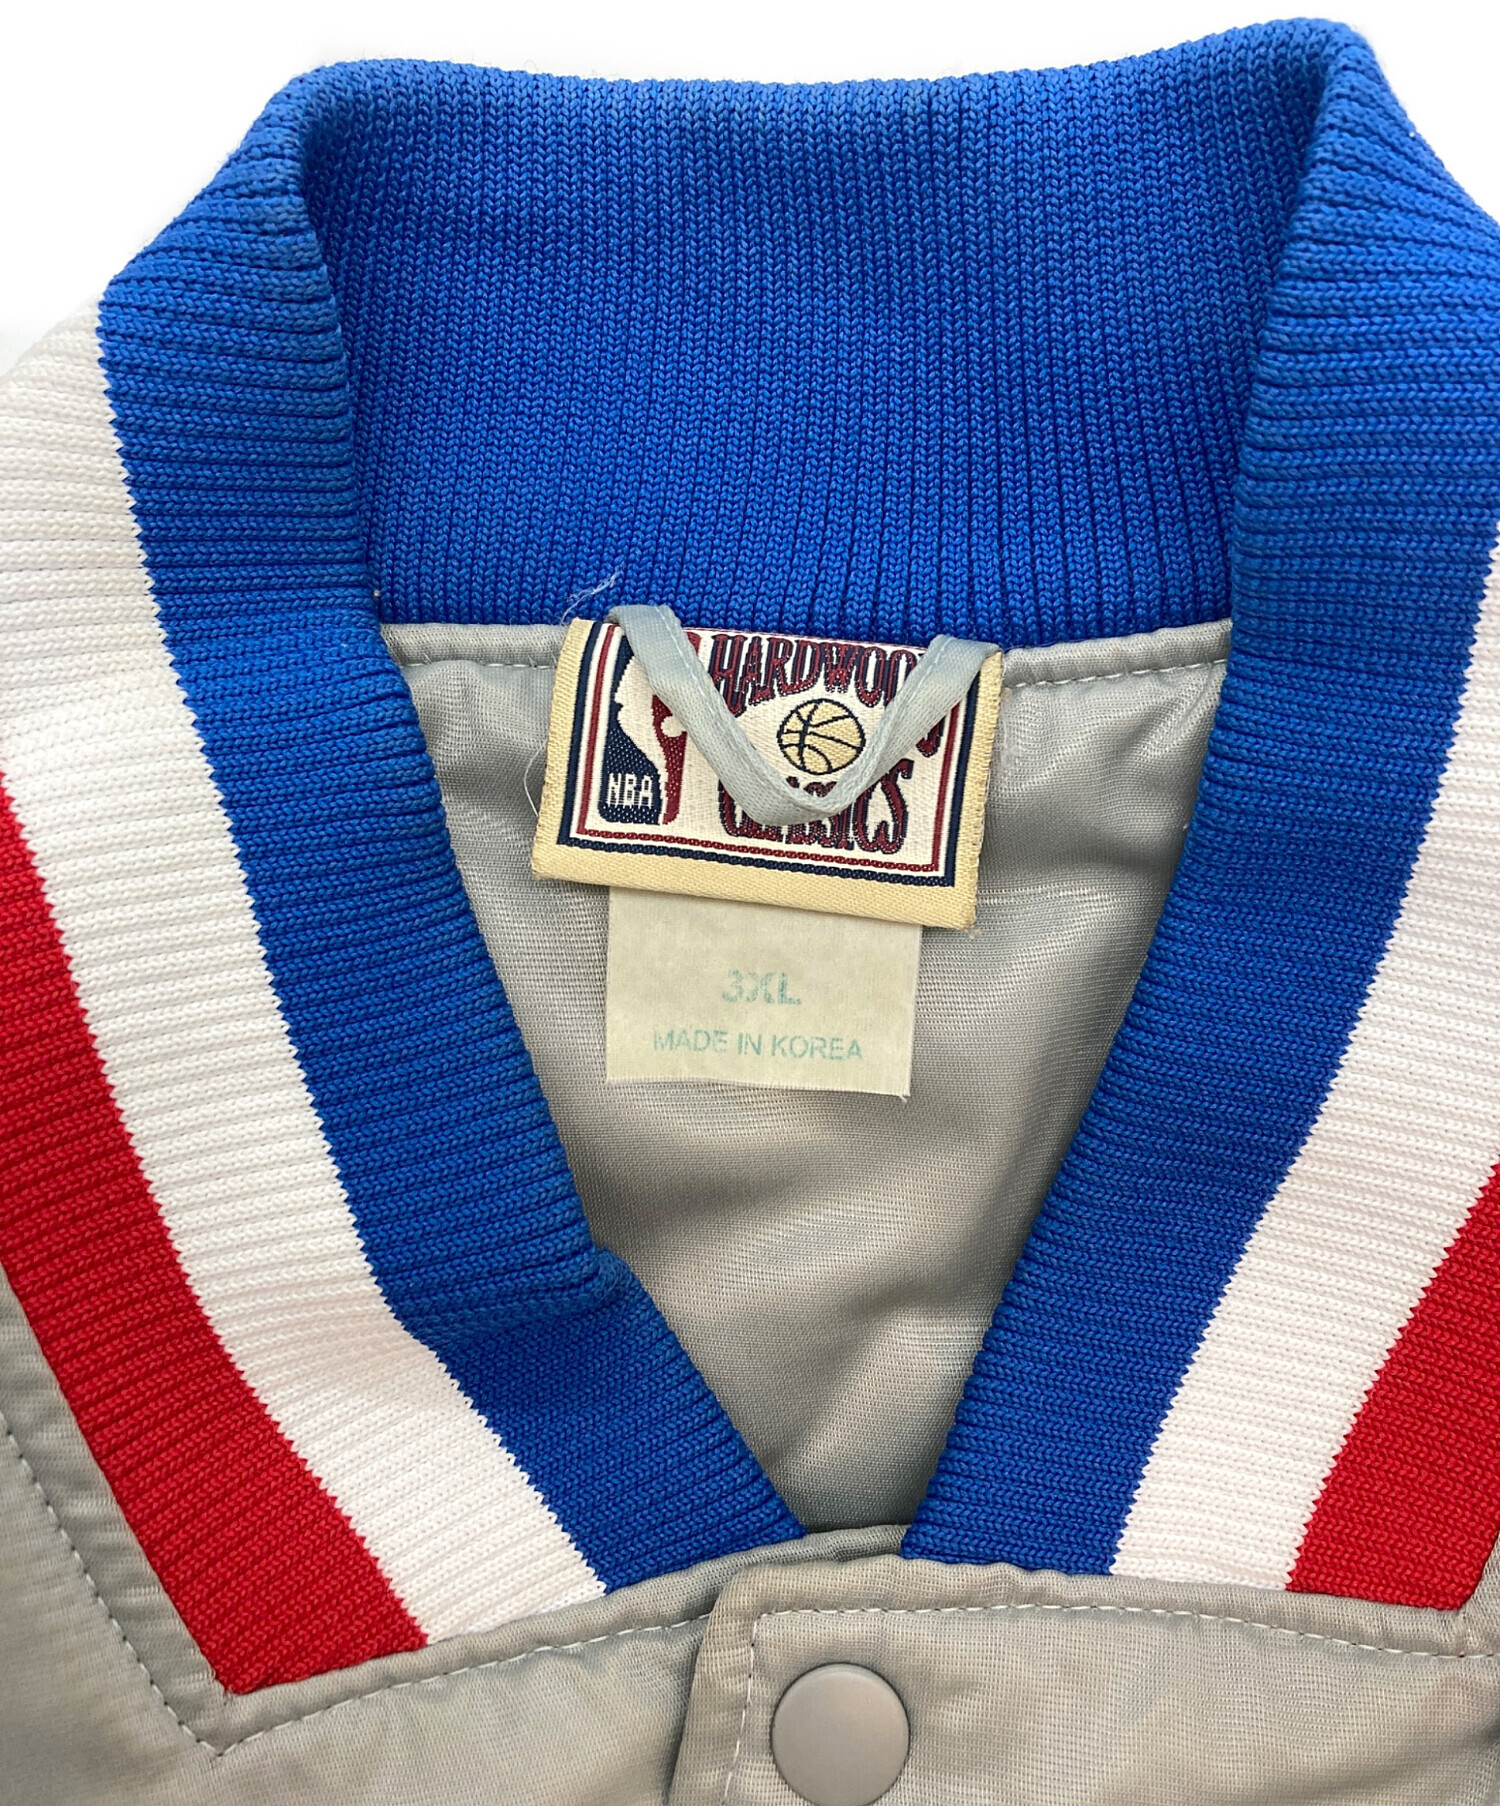 HARDWOOD
NBA
CLASSICS
3XL
MADE IN KOREA